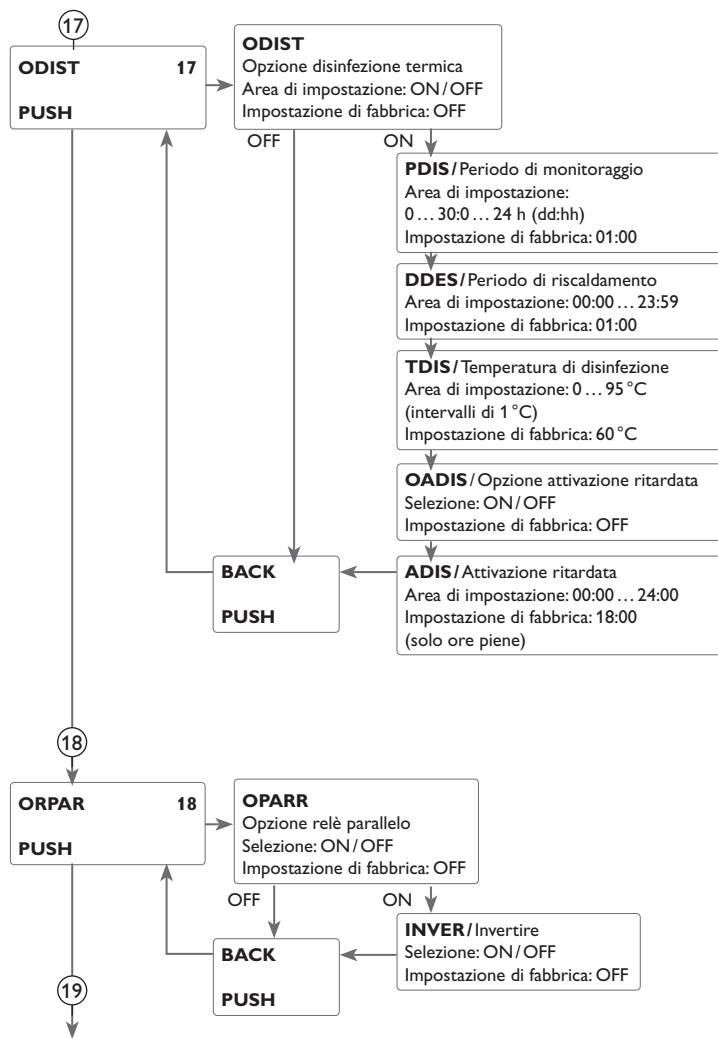 17
ODIST 17
PUSH
ODIST
Opzione disinfezione termica
Area di impostazione: ON/OFF
Impostazione di fabbrica: OFF
OFF
ON
PDIS/Periodo di monitoraggio
Area di impostazione:
0…30:0…24 h (dd:hh)
Impostazione di fabbrica: 01:00
DDES/Periodo di riscaldamento
Area di impostazione: 00:00…23:59
Impostazione di fabbrica: 01:00
TDIS/Temperatura di disinfezione
Area di impostazione: 0…95°C
(intervalli di 1°C)
Impostazione di fabbrica: 60°C
OADIS/Opzione attivazione ritardata
Selezione: ON/OFF
Impostazione di fabbrica: OFF
ADIS/Attivazione ritardata
Area di impostazione: 00:00…24:00
Impostazione di fabbrica: 18:00
(solo ore piene)
BACK
PUSH
18
ORPAR 18
PUSH
OPARR
Opzione relè parallelo
Selezione: ON/OFF
Impostazione di fabbrica: OFF
OFF
ON
INVER/Invertire
Selezione: ON/OFF
Impostazione di fabbrica: OFF
BACK
PUSH
19